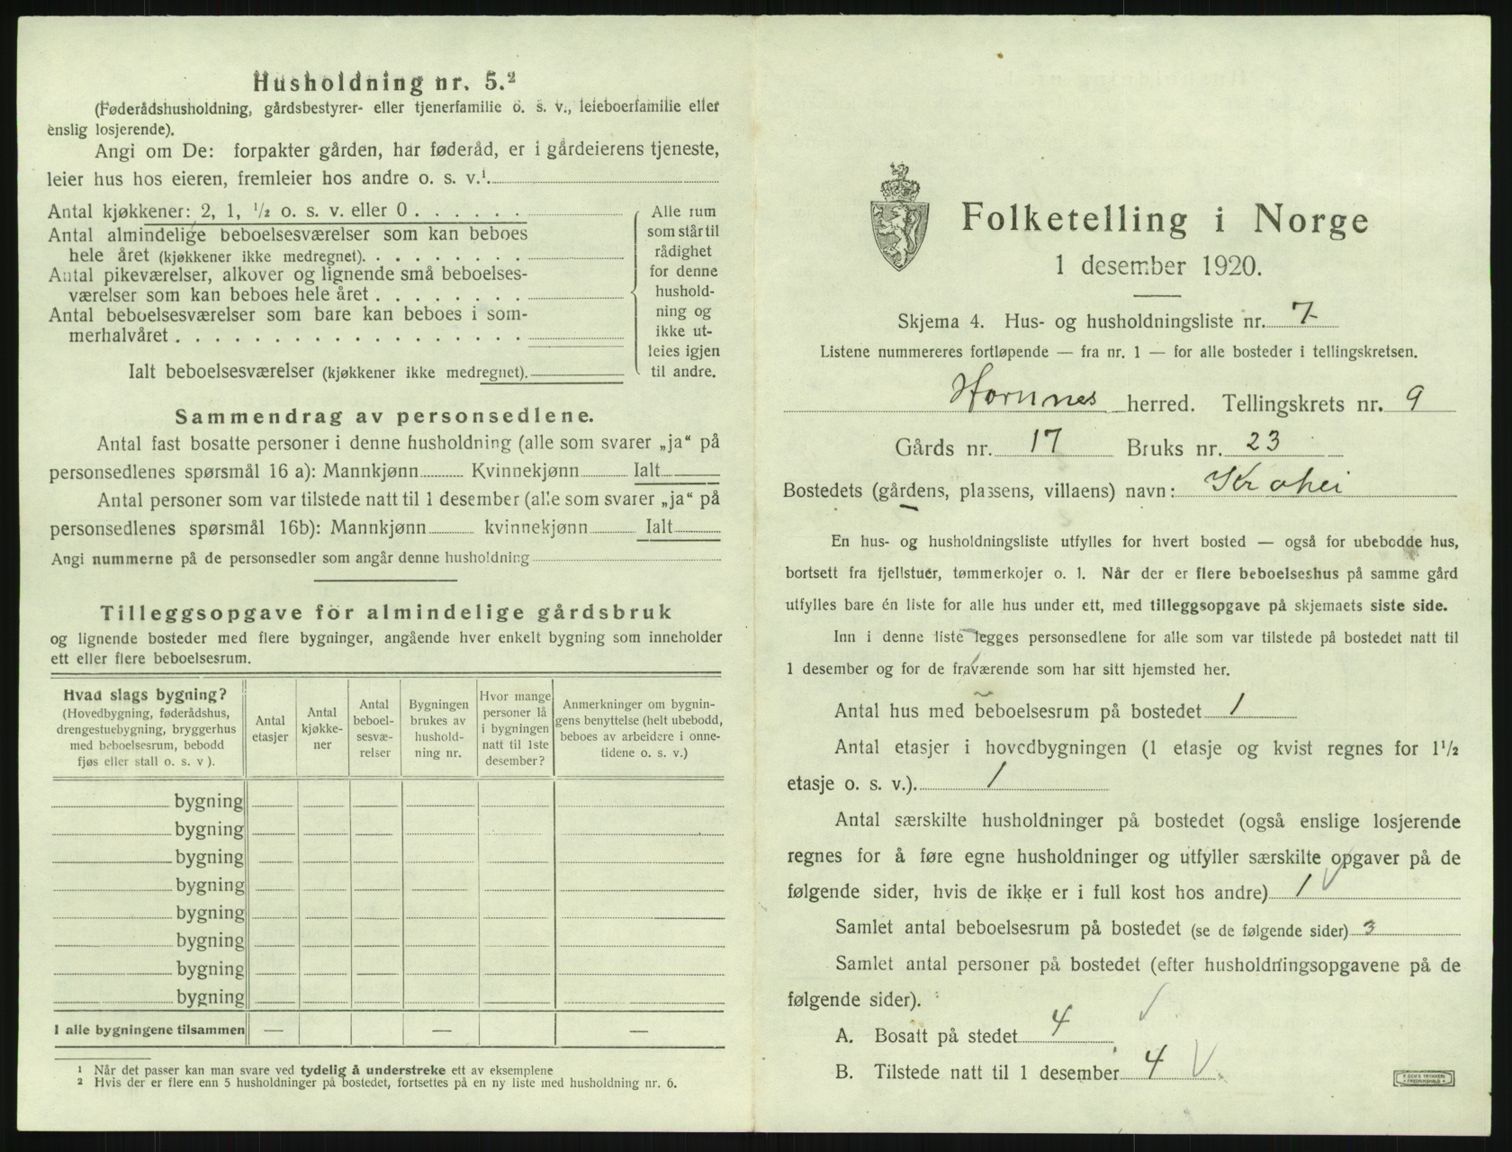 Husholdning nr. 5.²
(Føderådshusholdning, gårdsbestyrer- eller tjenerfamilie o. s. v., leieboerfamilie eller
enslig losjerende).
Angi om De: forpakter gården, har føderåd, er i gårdeierens tjeneste,
leier hus hos eieren, fremleier hos andre o. s. v.¹
Antal kjøkkener: 2, 1, ½ o. s. v. eller 0 . . . . . .
Antal almindelige beboelsesværelser som kan beboes
hele året (kjøkkener ikke medregnet). . . . . . . . .
Antal pikeværelser, alkover og lignende små beboelses-
værelser som kan beboes hele året . . . . . . . .
Antal beboelsesværelser som bare kan beboes i som-
merhalvåret . . . . . . . . . . . . . . . . . .
Ialt beboelsesværelser (kjøkkener ikke medregnet).
Alle rum
som står til
rådighet
for denne
hushold-
ning og
ikke ut-
leies igjen
til andre.
Sammendrag av personsedlene.
Antal fast bosatte personer i denne husholdning (alle som svarer „ja“ på
personsedlenes spørsmål 16 a): Mannkjønn Kvinnekjønn Ialt
Antal personer som var tilstede natt til 1 desember (alle som svarer „ja“ på
personsedlenes spørsmål 16b): Mannkjønn kvinnekjønn Ialt
Angi nummerne på de personsedler som angår denne husholdning
Tilleggsopgave for almindelige gårdsbruk
og lignende bosteder med flere bygninger, angående hver enkelt bygning som inneholder
ett eller flere beboelsesrum.
Hvad slags bygning?
(Hovedbygning, føderådshus,
drengestuebygning, bryggerhus
med beboelsesrum, bebodd
fjøs eller stall o. s. v ).
Antal
etasjer
Antal
kjøkke-
ner
Antal
beboel-
sesvæ-
relser
Bygningen
brukes av
hushold-
ning nr.
Hvor mange
personer lå
i bygningen
natt til 1ste
desember?
Anmerkninger om bygnin-
gens benyttelse (helt ubebodd,
beboes av arbeidere i onne-
tidene o. s. v.)
bygning
bygning
bygning
bygning
bygning
bygning
bygning
bygning
I alle bygningene tilsammen — — —
¹ Når det passer kan man svare ved tydelig å understreke ett av eksemplene
² Hvis der er flere enn 5 husholdninger på bostedet, fortsettes på en ny liste med husholdning nr. 6.
Folketelling i Norge
1 desember 1920.
Skjema 4. Hus- og husholdningsliste nr. 7
Listene nummereres fortløpende — fra nr. 1 — for alle bosteder i tellingskretsen.
Hornnes herred. Tellingskrets nr. 9
Gårds nr. 17 Bruks nr. 23
Bostedets (gårdens, plassens, villaens) navn: Krohei
En hus- og husholdningsliste utfylles for hvert bosted — også for ubebodde hus,
bortsett fra fjellstuer, tømmerkojer o. l. Når der er flere beboelseshus på samme gård
utfylles bare én liste for alle hus under ett, med tilleggsopgave på skjemaets siste side.
Inn i denne liste legges personsedlene for alle som var tilstede på bostedet natt til
1 desember og for de fraværende som har sitt hjemsted her.
Antal hus med beboelsesrum på bostedet 1
Antal etasjer i hovedbygningen (1 etasje og kvist regnes for 1½
etasje o. s. v.). 1
Antal særskilte husholdninger på bostedet (også enslige losjerende
regnes for å føre egne husholdninger og utfyller særskilte opgaver på de
følgende sider, hvis de ikke er i full kost hos andre) 1
Samlet antal beboelsesrum på bostedet (se de følgende sider) 3
Samlet antal personer på bostedet (efter husholdningsopgavene på de
følgende sider).
A. Bosatt på stedet 4
B. Tilstede natt til 1 desember 4